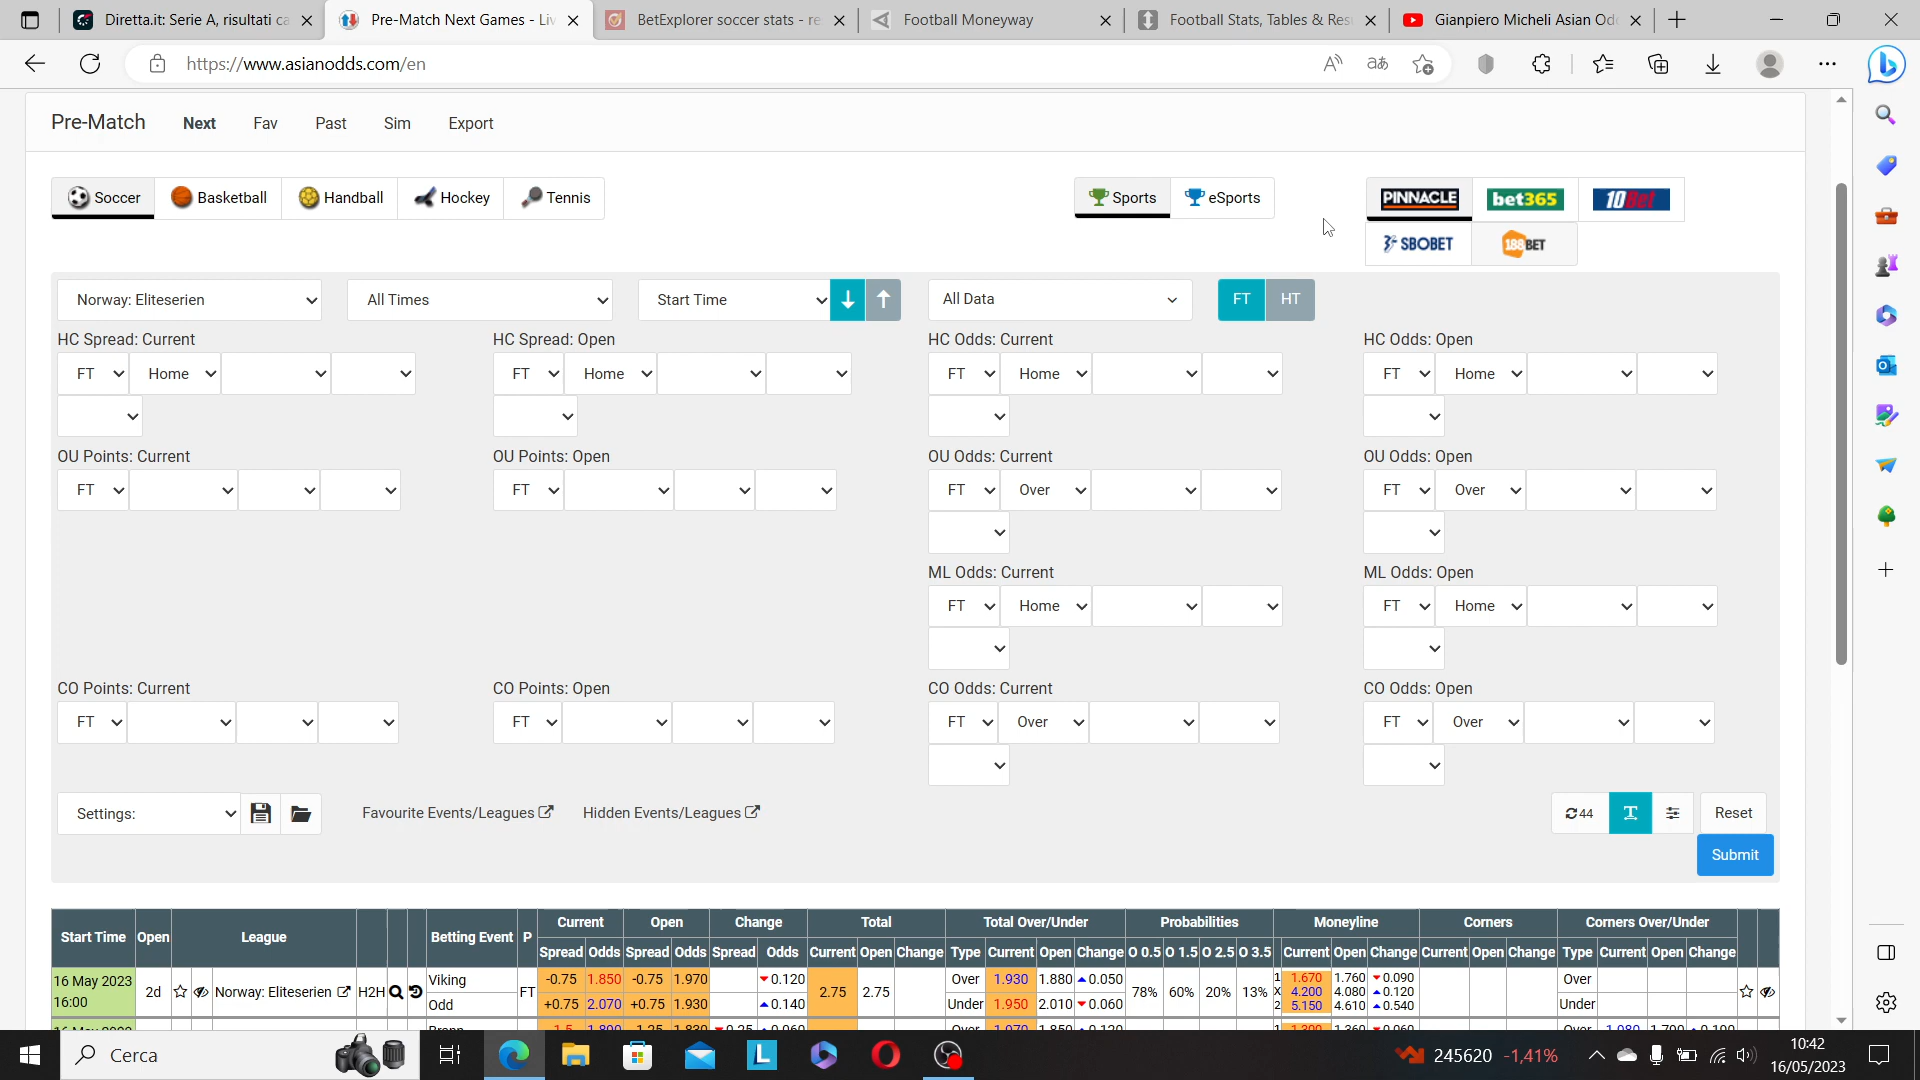 Diretta.it: Serie A, risultati ca
Pre-Match Next Games - Liv
BetExplorer soccer stats - re
Football Moneyway
Football Stats, Tables & Res
Gianpiero Micheli Asian Od
https://www.asianodds.com/en
Pre-Match Next Fav Past Sim Export
Soccer Basketball Handball Hockey Tennis
Sports eSports
PINNACLE bet365 10Bet
SBOBET 188BET
Norway: Eliteserien All Times Start Time All Data FT HT
HC Spread: Current HC Spread: Open HC Odds: Current HC Odds: Open
FT Home FT Home FT Home FT Home
OU Points: Current OU Points: Open OU Odds: Current OU Odds: Open
FT FT FT Over FT Over
ML Odds: Current ML Odds: Open
FT Home FT Home
CO Points: Current CO Points: Open CO Odds: Current CO Odds: Open
FT FT FT Over FT Over
Settings: Favourite Events/Leagues Hidden Events/Leagues 44 Reset
Submit
Current Open Change Total Total Over/Under Probabilities Moneyline Corners Corners Over/Under
Start Time Open League Betting Event P
Spread Odds Spread Odds Spread Odds Current Open Change Type Current Open Change O 0.5 O 1.5 O 2.5 O 3.5 Current Open Change Current Open Change Type Current Open Change
16 May 2023 16:00 2d Norway: Eliteserien H2H FT
Viking -0.75 1.850 -0.75 1.970 0.120 2.75 2.75 Over 1.930 1.880 0.050 78% 60% 20% 13% 1 1.670 1.760 0.090 Over
X 4.200 4.080 0.120
Odd +0.75 2.070 +0.75 1.930 0.140 Under 1.950 2.010 0.060 2 5.150 4.610 0.540 Under
Cerca
245620 -1,41%
10:42
16/05/2023